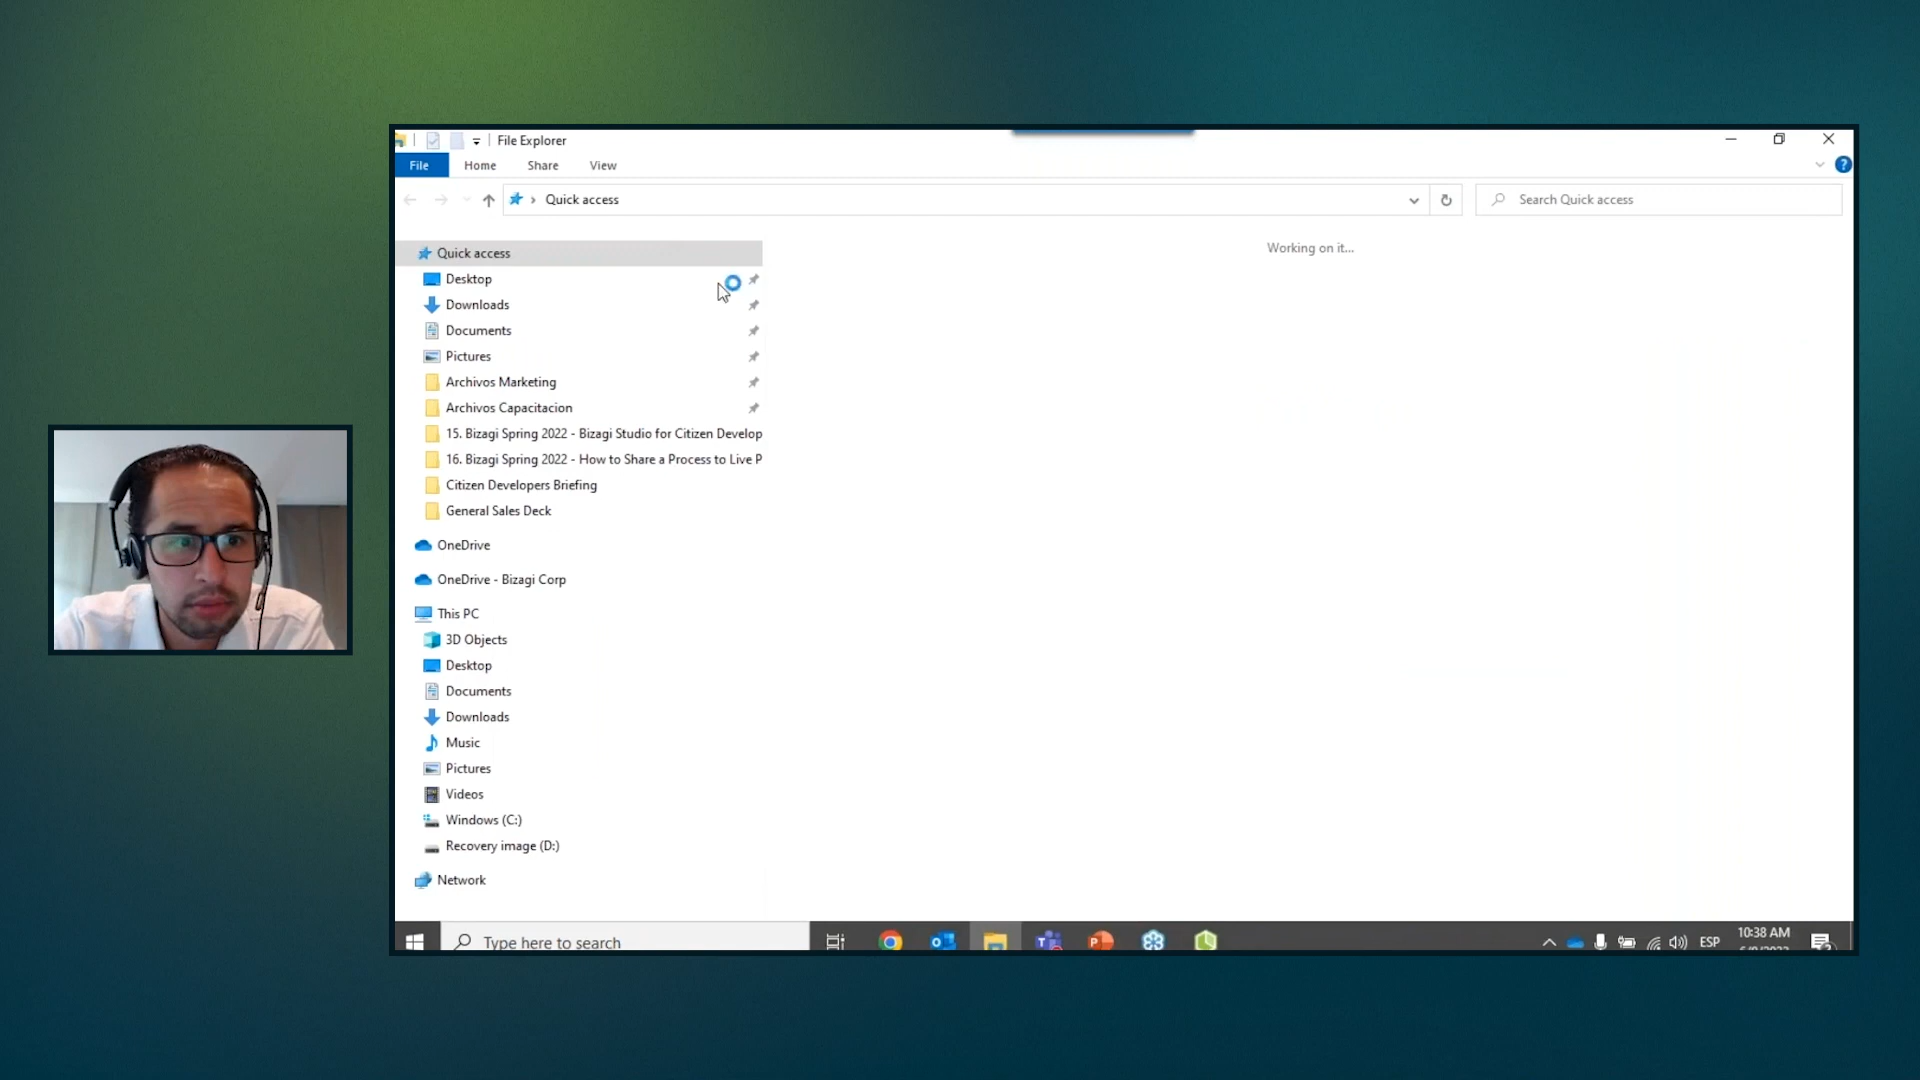 File Explorer
File Home Share View
Quick access
Search Quick access
Working on it...
Quick access
Desktop
Downloads
Documents
Pictures
Archivos Marketing
Archivos Capacitacion
15. Bizagi Spring 2022 - Bizagi Studio for Citizen Develop
16. Bizagi Spring 2022 - How to Share a Process to Live P
Citizen Developers Briefing
General Sales Deck
OneDrive
OneDrive - Bizagi Corp
This PC
3D Objects
Desktop
Documents
Downloads
Music
Pictures
Videos
Windows (C:)
Recovery image (D:)
Network
Type here to search
ESP
10:38 AM